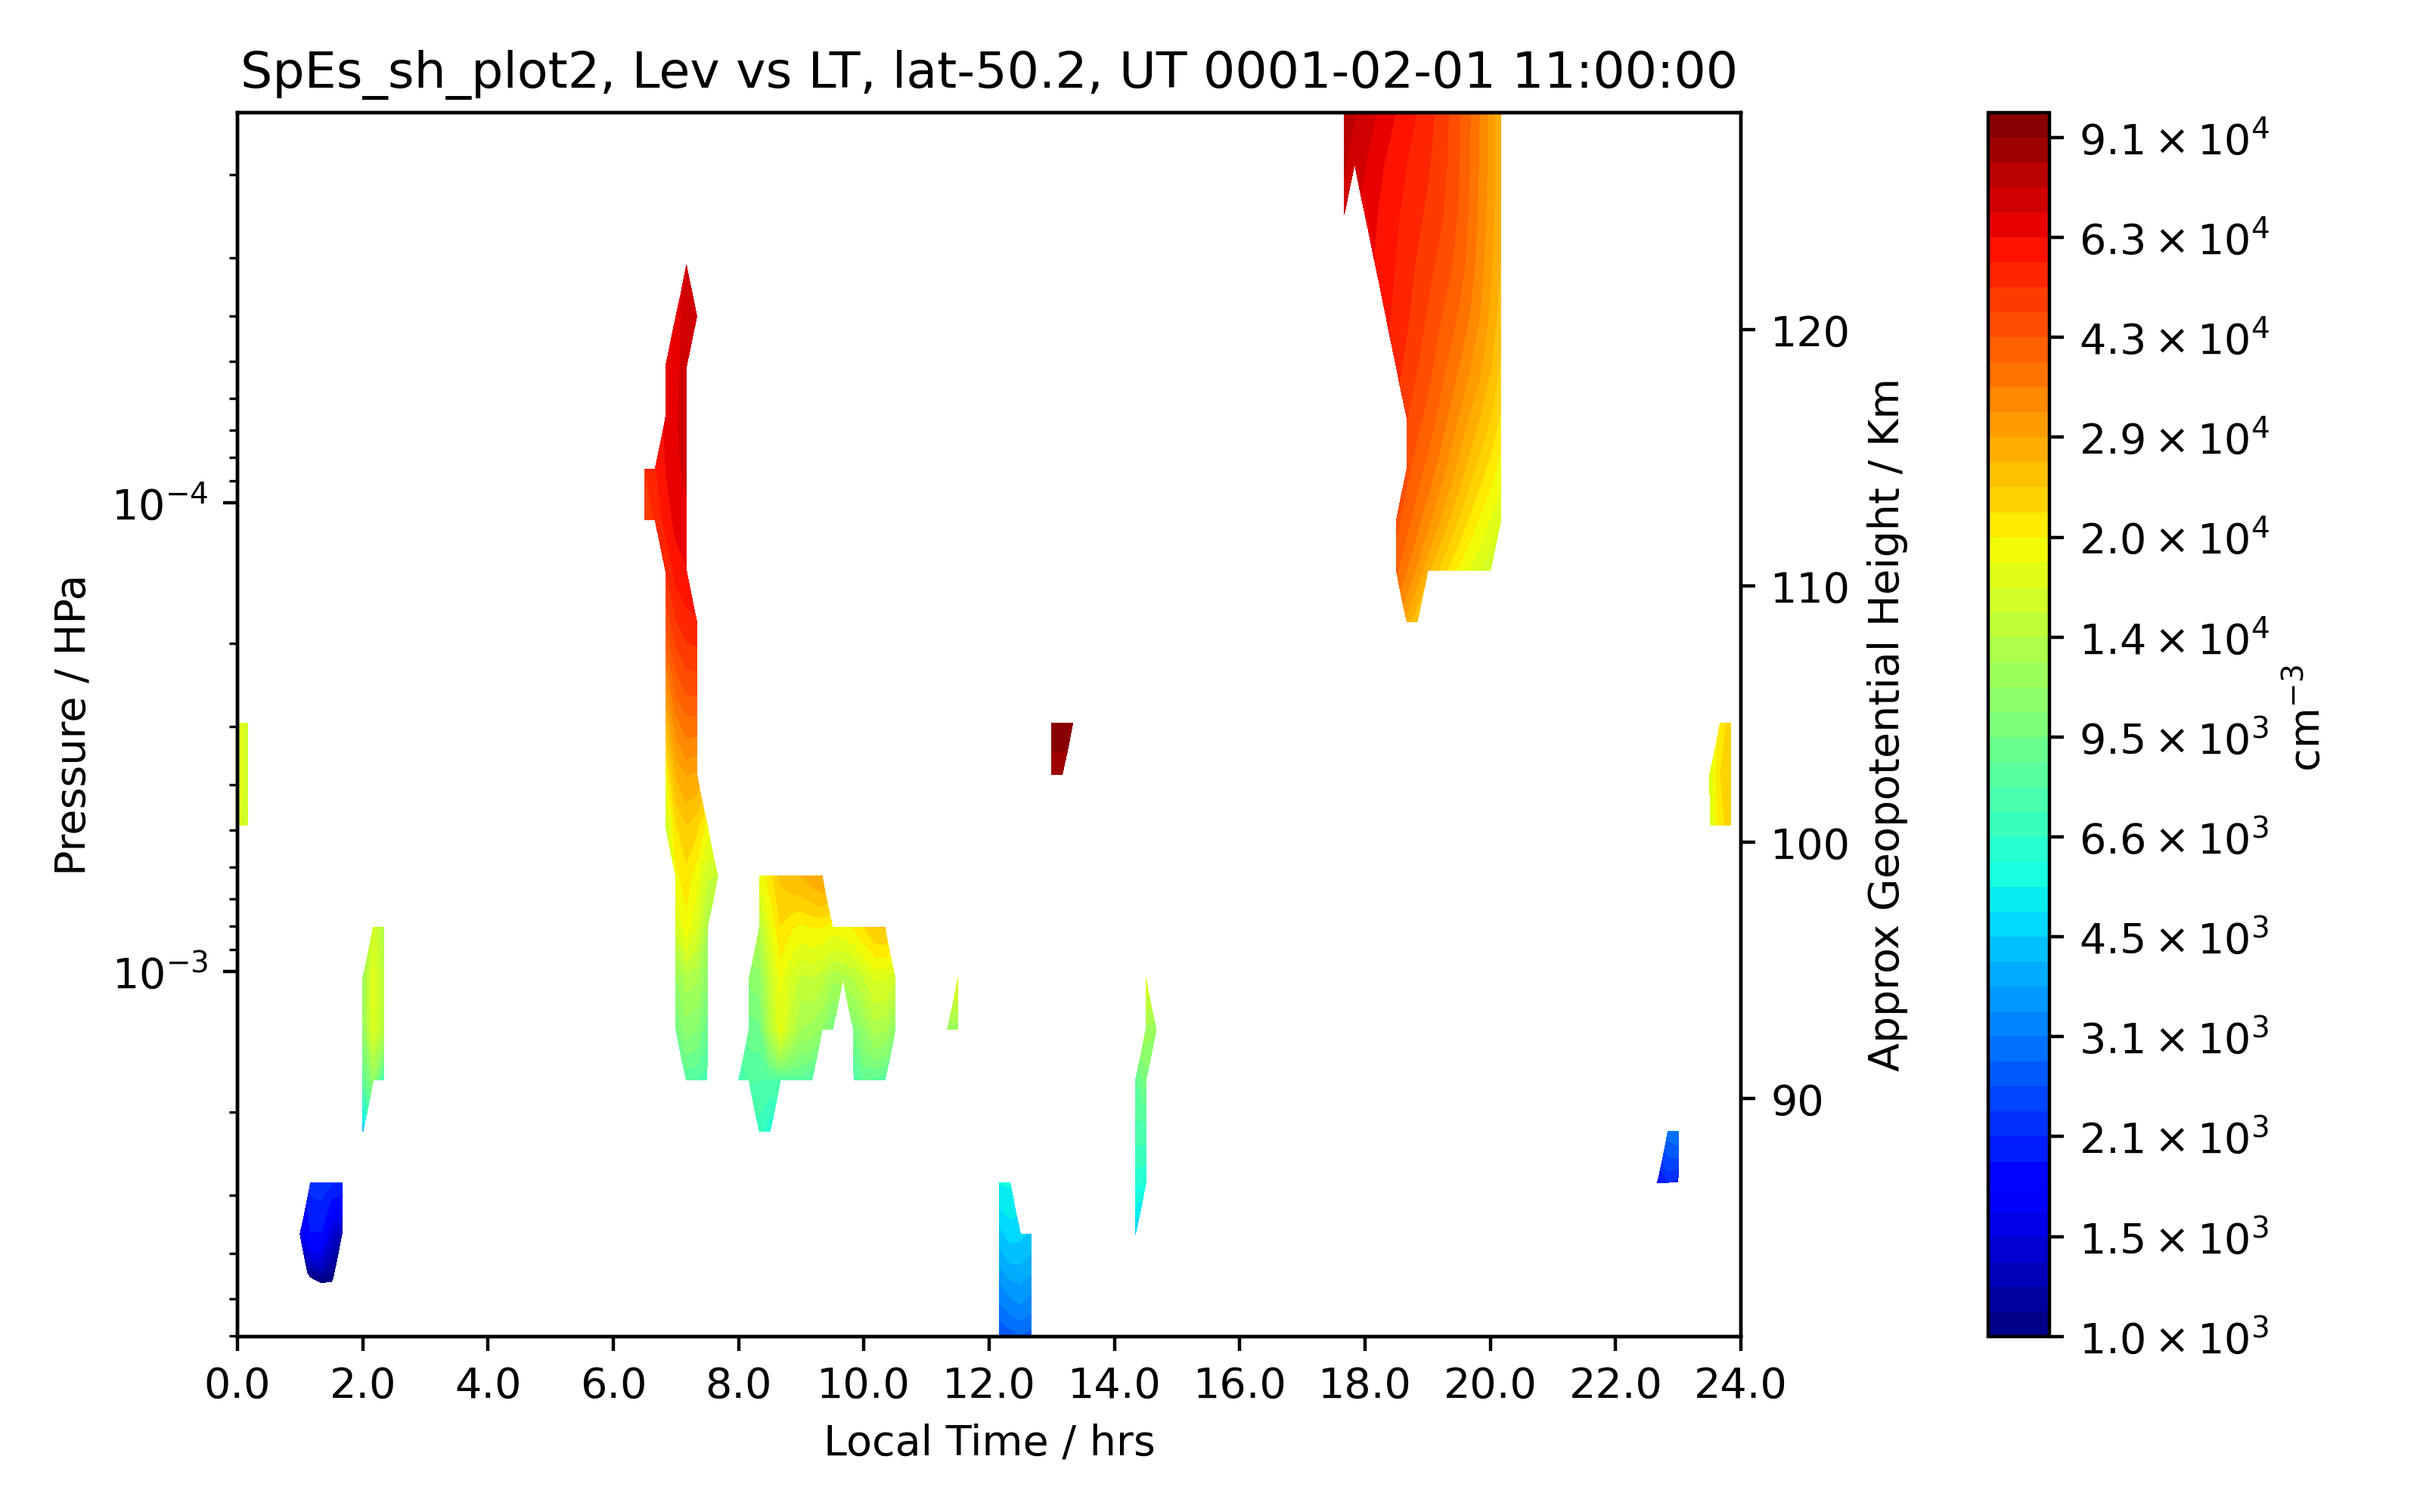 SpEs_sh_plot2, Lev vs LT, lat-50.2, UT 0001-02-01 11:00:00
Pressure / HPa
10⁻⁴
10⁻³
0.0 2.0 4.0 6.0 8.0 10.0 12.0 14.0 16.0 18.0 20.0 22.0 24.0
Local Time / hrs
120
110
100
90
Approx Geopotential Height / Km
9.1 × 10⁴
6.3 × 10⁴
4.3 × 10⁴
2.9 × 10⁴
2.0 × 10⁴
1.4 × 10⁴
9.5 × 10³
6.6 × 10³
4.5 × 10³
3.1 × 10³
2.1 × 10³
1.5 × 10³
1.0 × 10³
cm⁻³